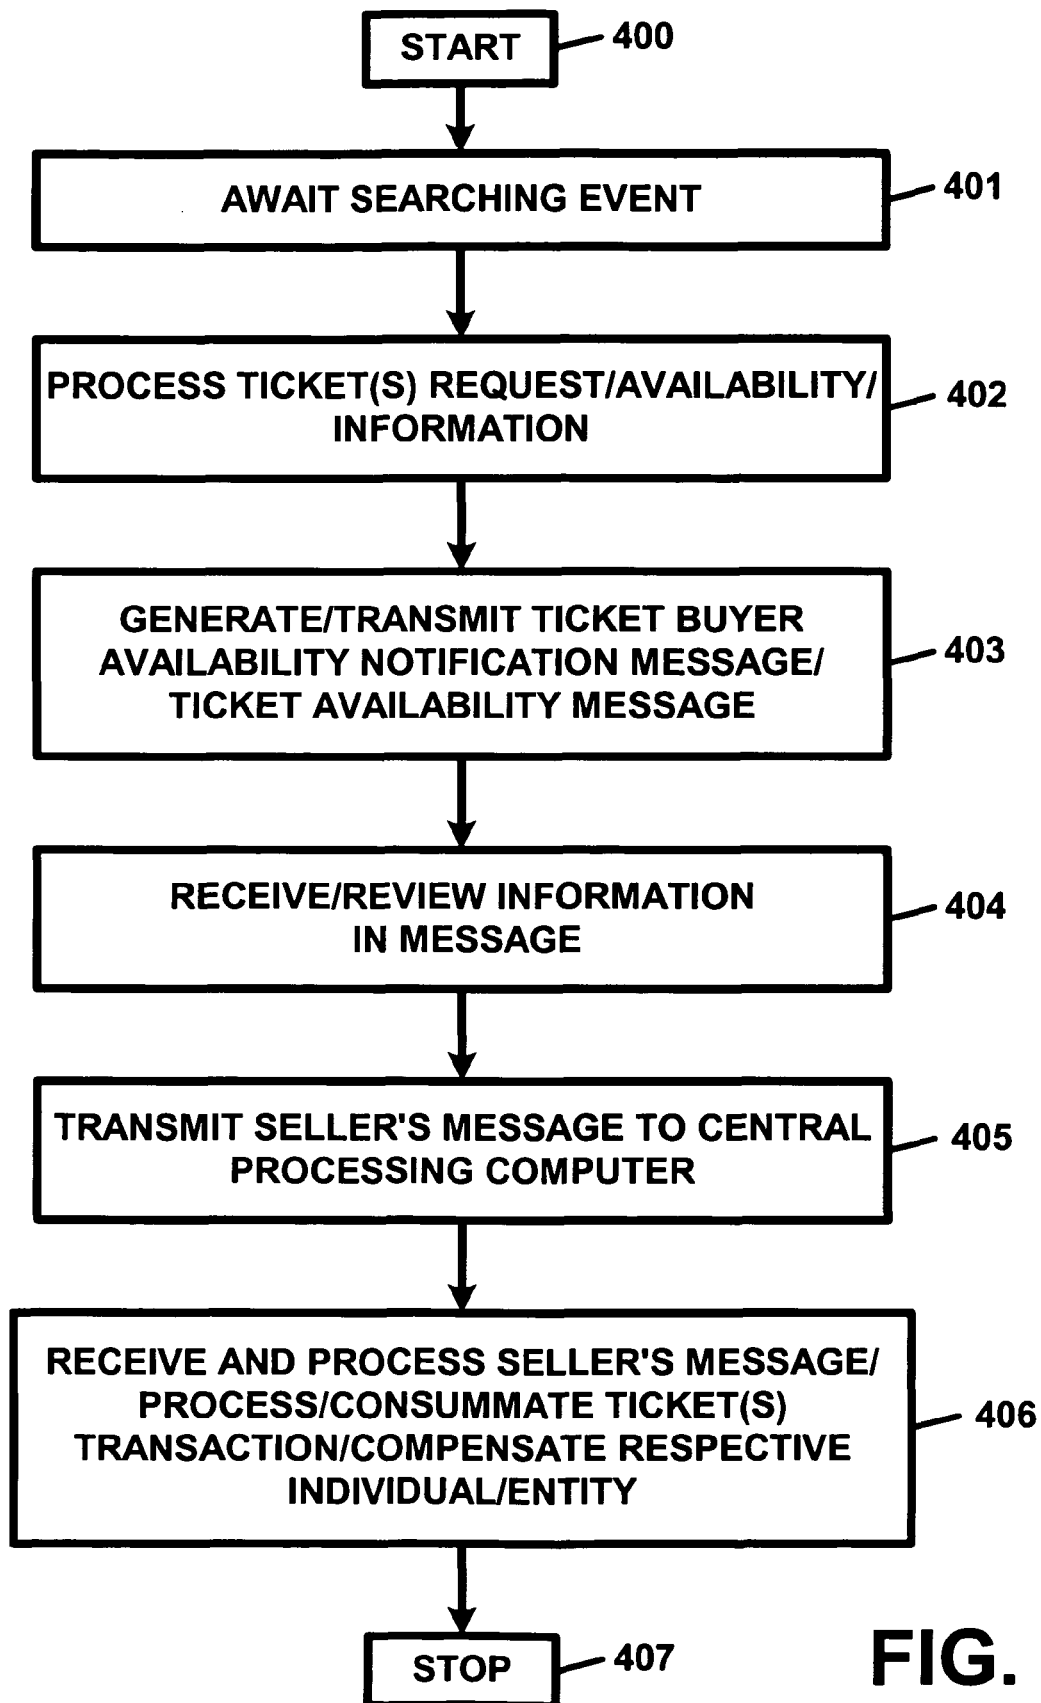 START
400
AWAIT SEARCHING EVENT
401
PROCESS TICKET(S) REQUEST/AVAILABILITY/
INFORMATION
402
GENERATE/TRANSMIT TICKET BUYER
AVAILABILITY NOTIFICATION MESSAGE/
TICKET AVAILABILITY MESSAGE
403
RECEIVE/REVIEW INFORMATION
IN MESSAGE
404
TRANSMIT SELLER'S MESSAGE TO CENTRAL
PROCESSING COMPUTER
405
RECEIVE AND PROCESS SELLER'S MESSAGE/
PROCESS/CONSUMMATE TICKET(S)
TRANSACTION/COMPENSATE RESPECTIVE
INDIVIDUAL/ENTITY
406
STOP
407
FIG.